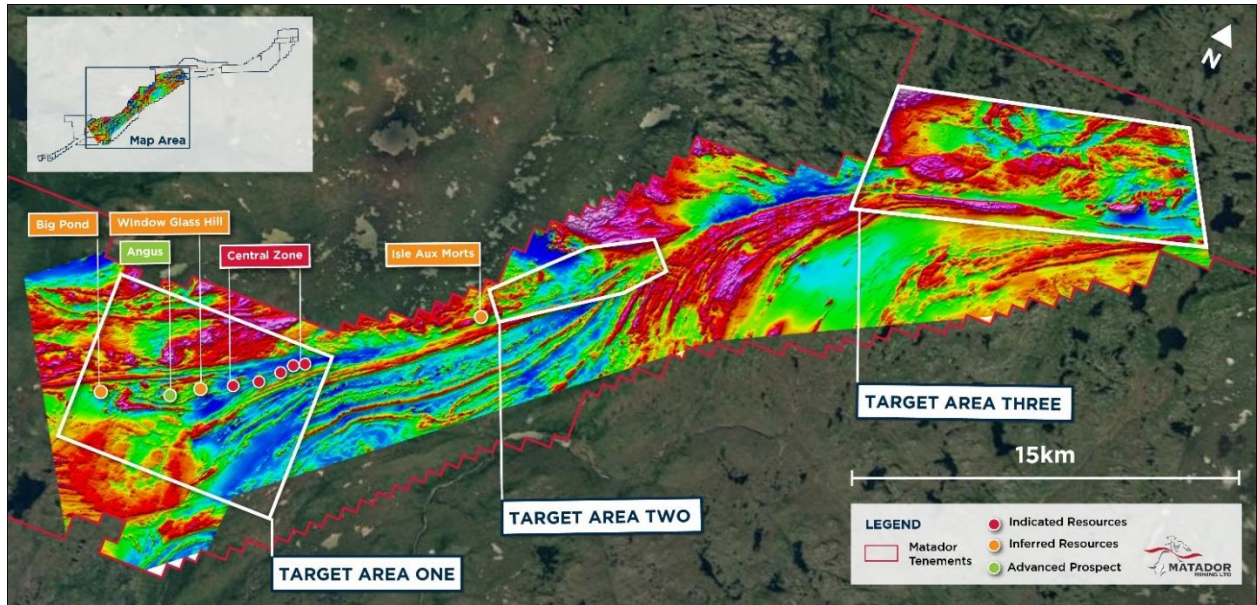 Map Area
N
Big Pond
Window Glass Hill
Angus
Central Zone
Isle Aux Morts
TARGET AREA THREE
TARGET AREA TWO
TARGET AREA ONE
15km
LEGEND
Matador
Tenements
Indicated Resources
Inferred Resources
Advanced Prospect
MATADOR
MINING LTD